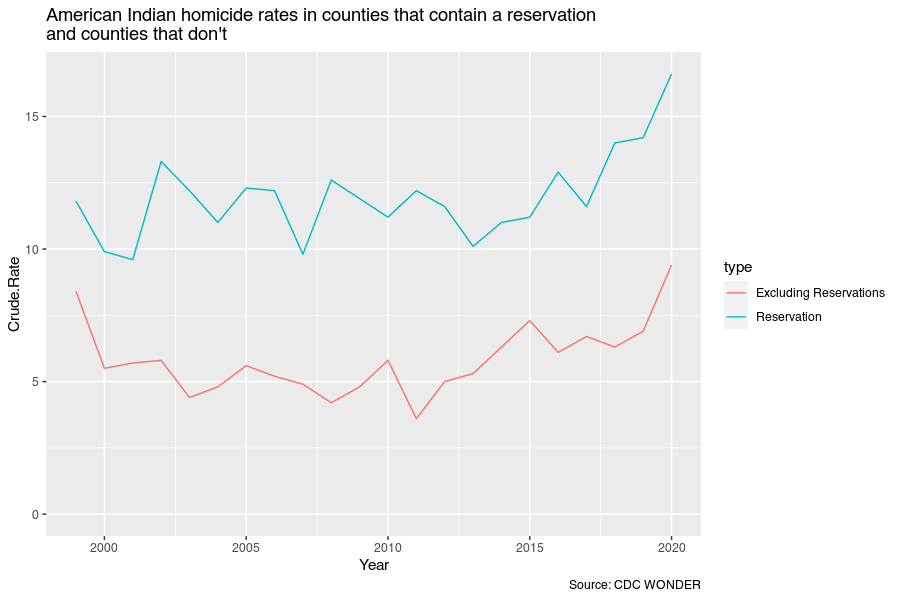 American Indian homicide rates in counties that contain a reservation
and counties that don't
Crude.Rate
15
10
5
0
2000
2005
2010
2015
2020
Year
type
Excluding Reservations
Reservation
Source: CDC WONDER